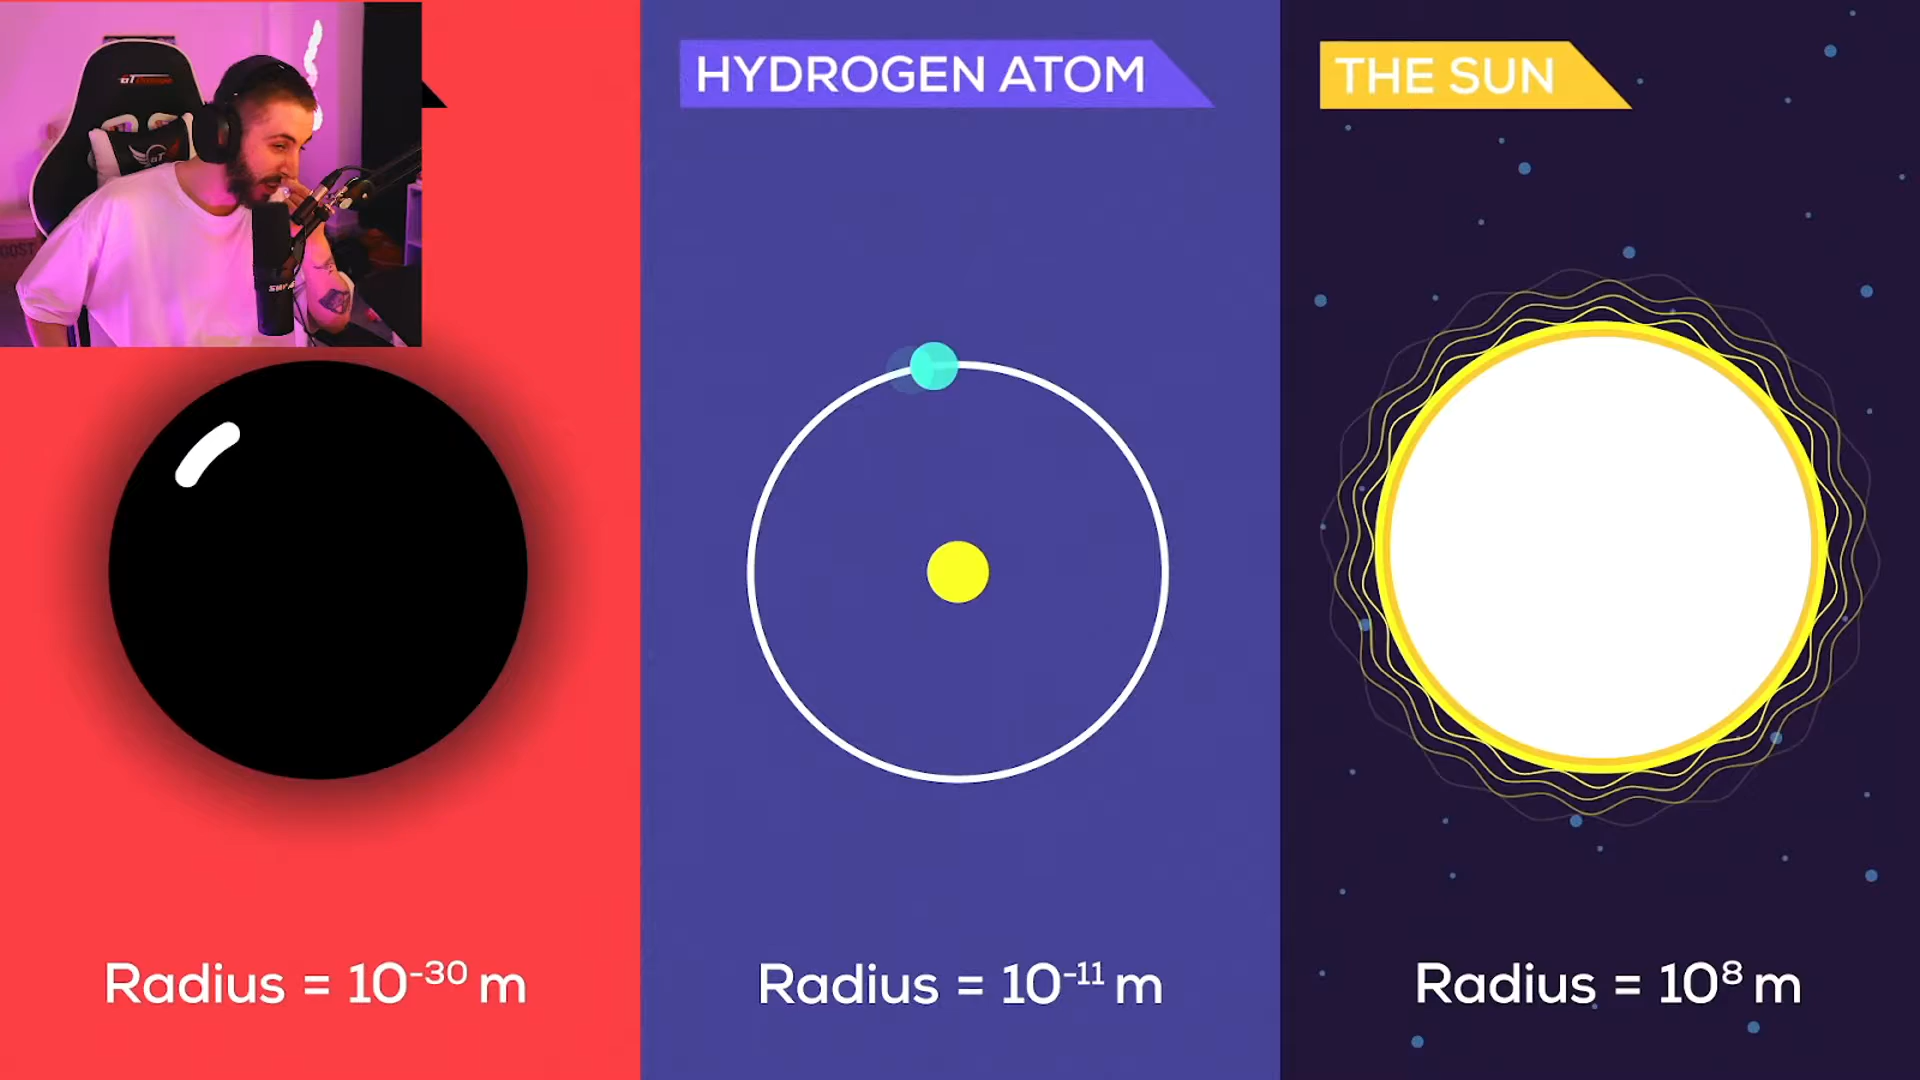 HYDROGEN ATOM
THE SUN
Radius = 10⁻³⁰ m
Radius = 10⁻¹¹ m
Radius = 10⁸ m